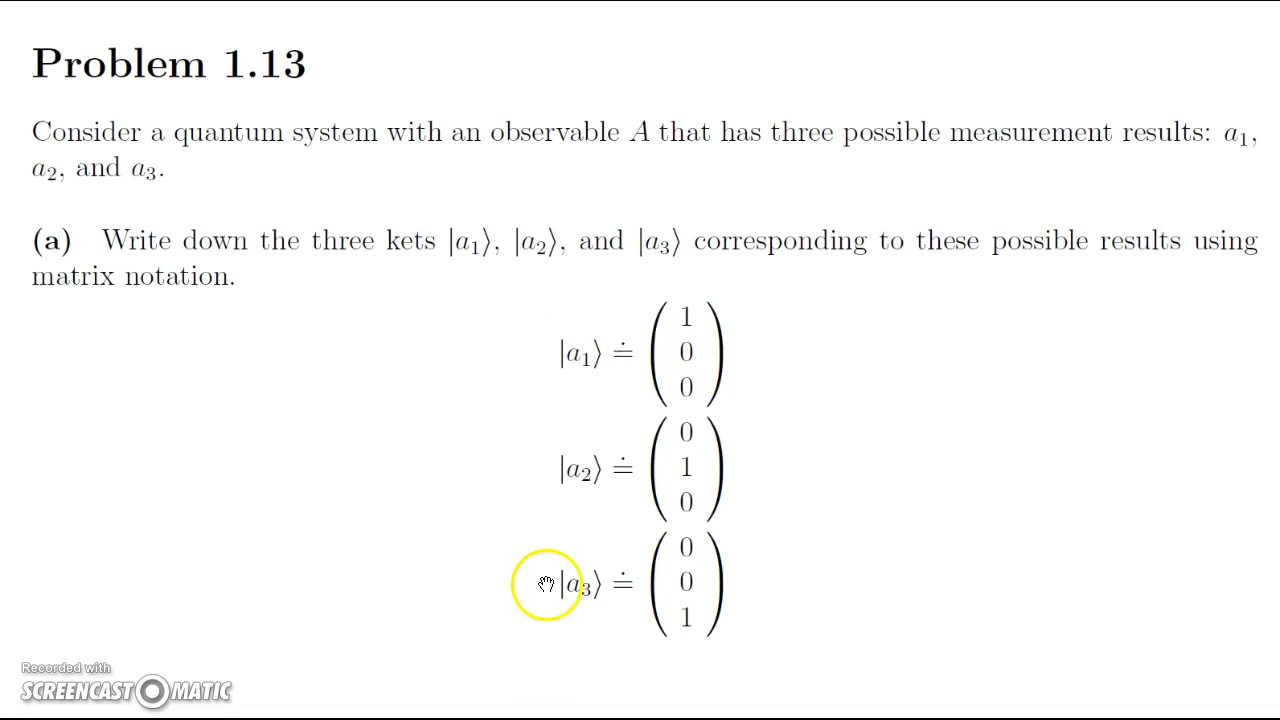 Problem 1.13
Consider a quantum system with an observable A that has three possible measurement results: a₁,
a₂, and a₃.
(a) Write down the three kets |a₁⟩, |a₂⟩, and |a₃⟩ corresponding to these possible results using
matrix notation.
1
|a₁⟩ ≐ ( 0 )
0
0
|a₂⟩ ≐ ( 1 )
0
0
|a₃⟩ ≐ ( 0 )
1
Recorded with
SCREENCAST O MATIC